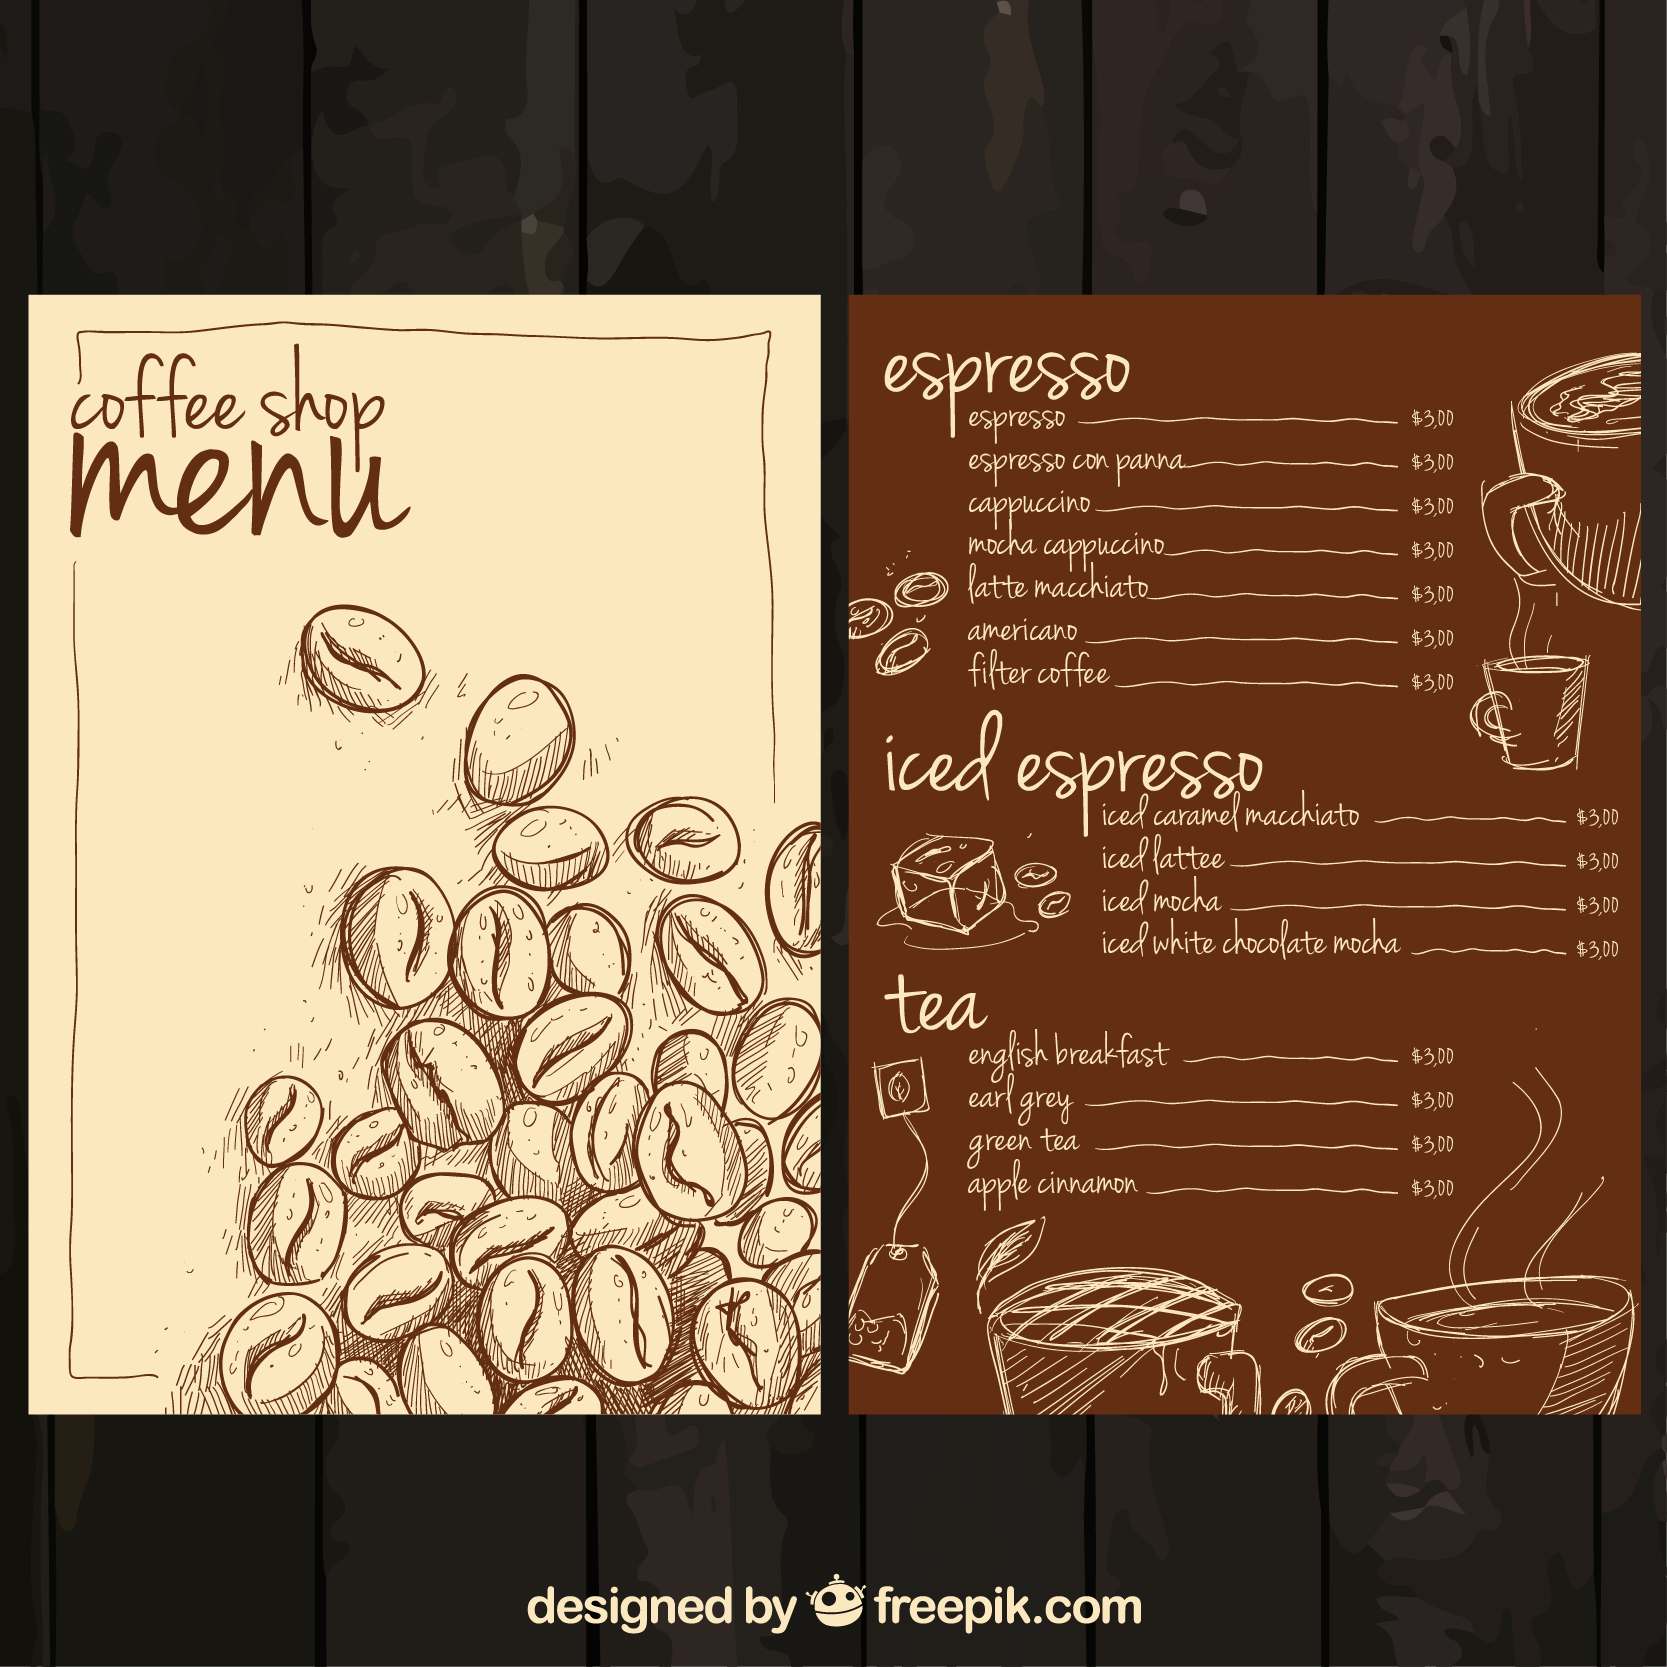 coffee shop
menu
espresso
espresso $3,00
espresso con panna $3,00
cappuccino $3,00
mocha cappuccino $3,00
latte macchiato $3,00
americano $3,00
filter coffee $3,00
iced espresso
iced caramel macchiato $3,00
iced lattee $3,00
iced mocha $3,00
iced white chocolate mocha $3,00
tea
english breakfast $3,00
earl grey $3,00
green tea $3,00
apple cinnamon $3,00
designed by freepik.com